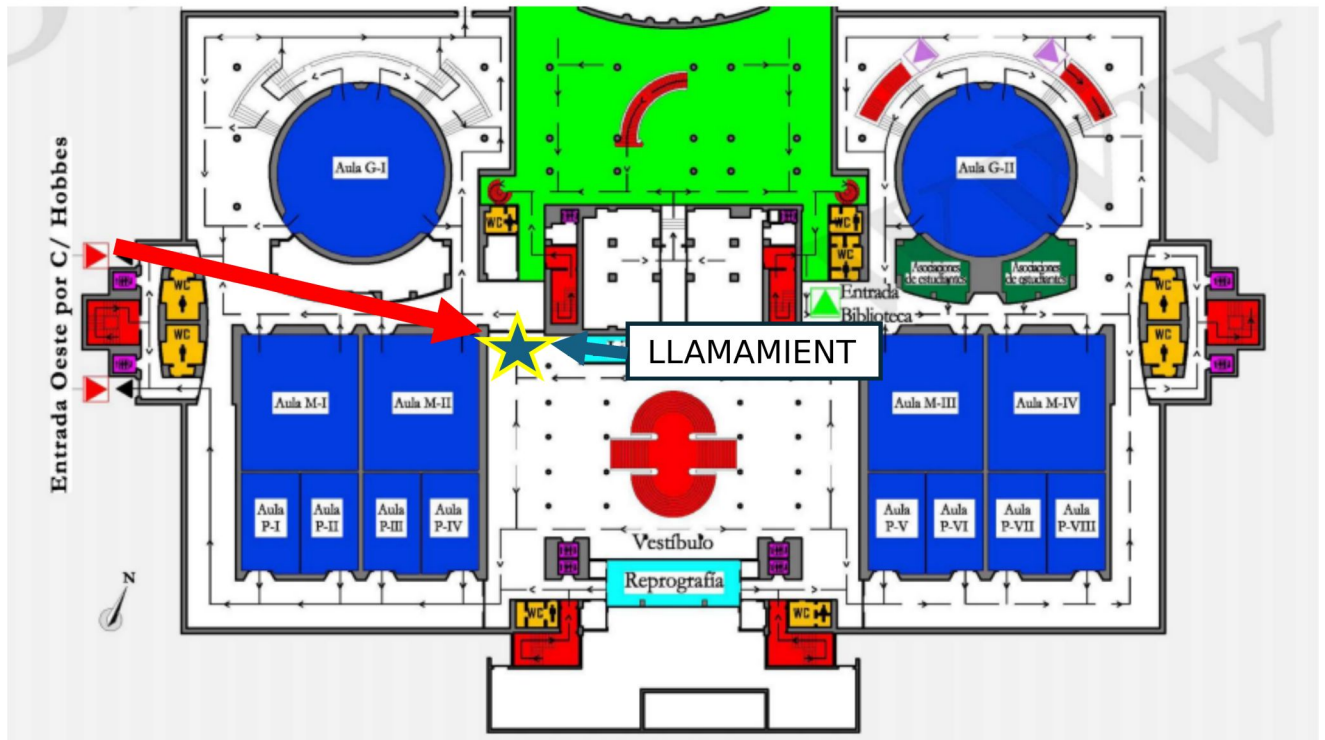 Entrada Oeste por C/ Hobbes
Aula G-I
Aula G-II
WC
WC
WC
Asociaciones
de estudiantes
Asociaciones
de estudiantes
Entrada
Biblioteca
WC
WC
WC
WC
LLAMAMIENT
Aula M-I
Aula M-II
Aula M-III
Aula M-IV
Aula
P-I
Aula
P-II
Aula
P-III
Aula
P-IV
Aula
P-V
Aula
P-VI
Aula
P-VII
Aula
P-VIII
Vestíbulo
Reprografía
N
WC
WC